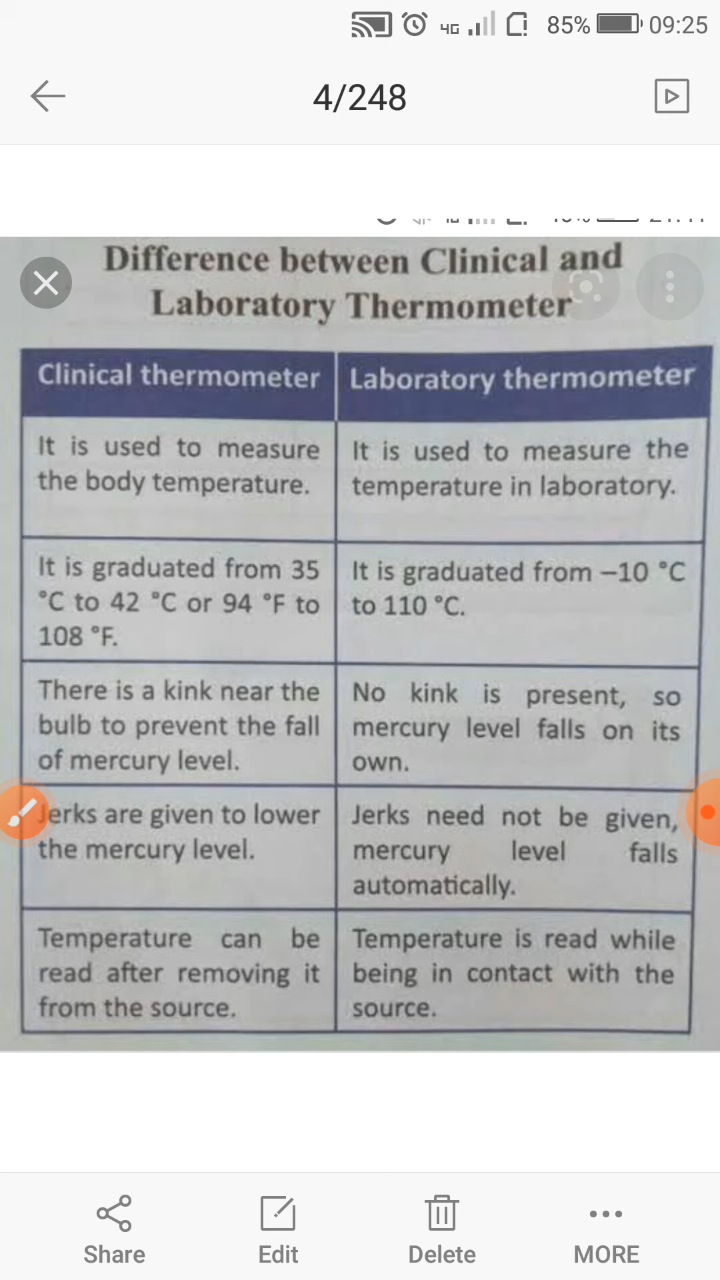 4G 85% 09:25
4/248
Difference between Clinical and
Laboratory Thermometer
Clinical thermometer
Laboratory thermometer
It is used to measure
the body temperature.
It is used to measure the
temperature in laboratory.
It is graduated from 35
°C to 42 °C or 94 °F to
108 °F.
It is graduated from –10 °C
to 110 °C.
There is a kink near the
bulb to prevent the fall
of mercury level.
No kink is present, so
mercury level falls on its
own.
Jerks are given to lower
the mercury level.
Jerks need not be given,
mercury level falls
automatically.
Temperature can be
read after removing it
from the source.
Temperature is read while
being in contact with the
source.
Share Edit Delete MORE